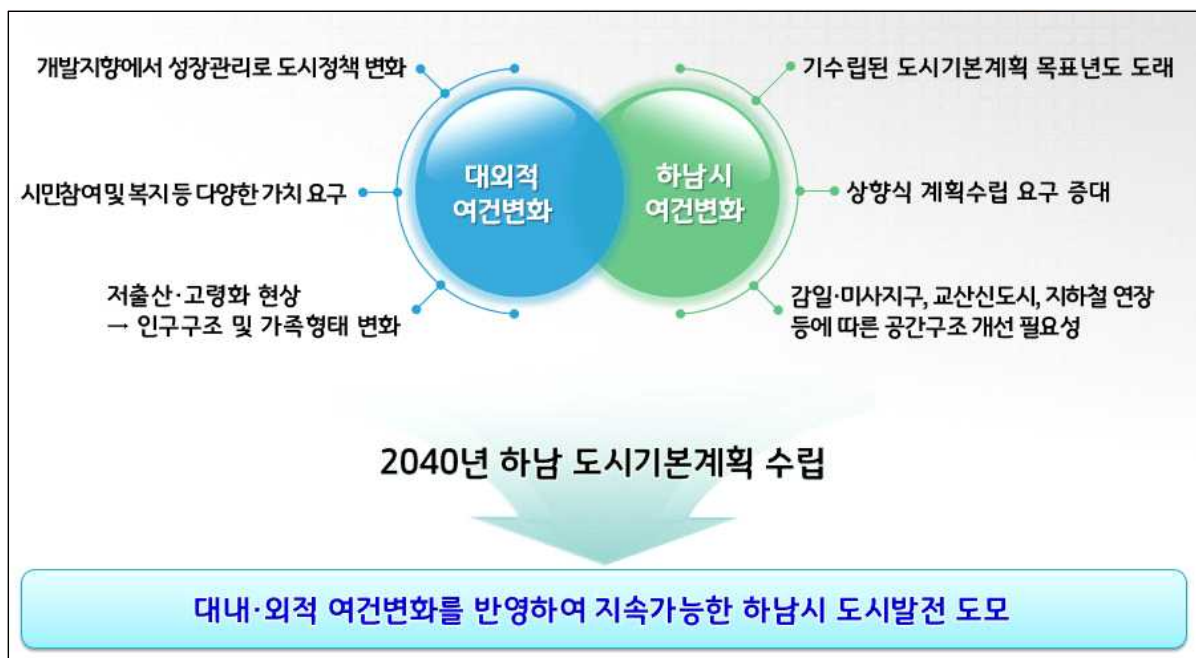 개발지향에서 성장관리로 도시정책 변화
시민참여 및 복지 등 다양한 가치 요구
저출산·고령화 현상
→ 인구구조 및 가족형태 변화
대외적
여건변화
하남시
여건변화
기수립된 도시기본계획 목표년도 도래
상향식 계획수립 요구 증대
감일·미사지구, 교산신도시, 지하철 연장
등에 따른 공간구조 개선 필요성
2040년 하남 도시기본계획 수립
대내·외적 여건변화를 반영하여 지속가능한 하남시 도시발전 도모